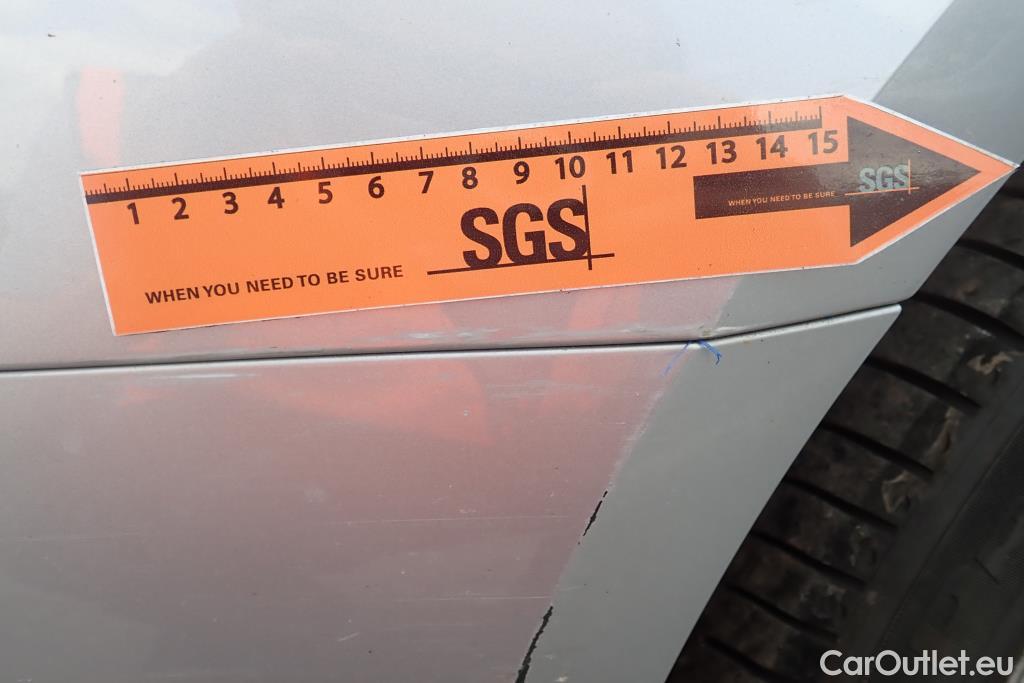 1 2 3 4 5 6 7 8 9 10 11 12 13 14 15
SGS
WHEN YOU NEED TO BE SURE
SGS
WHEN YOU NEED TO BE SURE
CarOutlet.eu